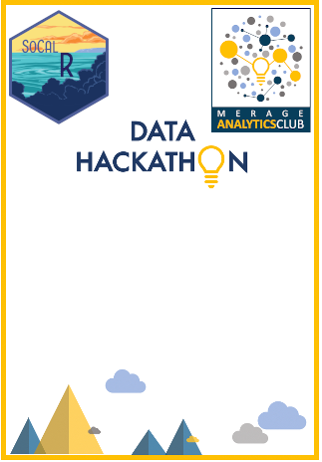 SOCAL
R
MERAGE
ANALYTICSCLUB
DATA
HACKATHON